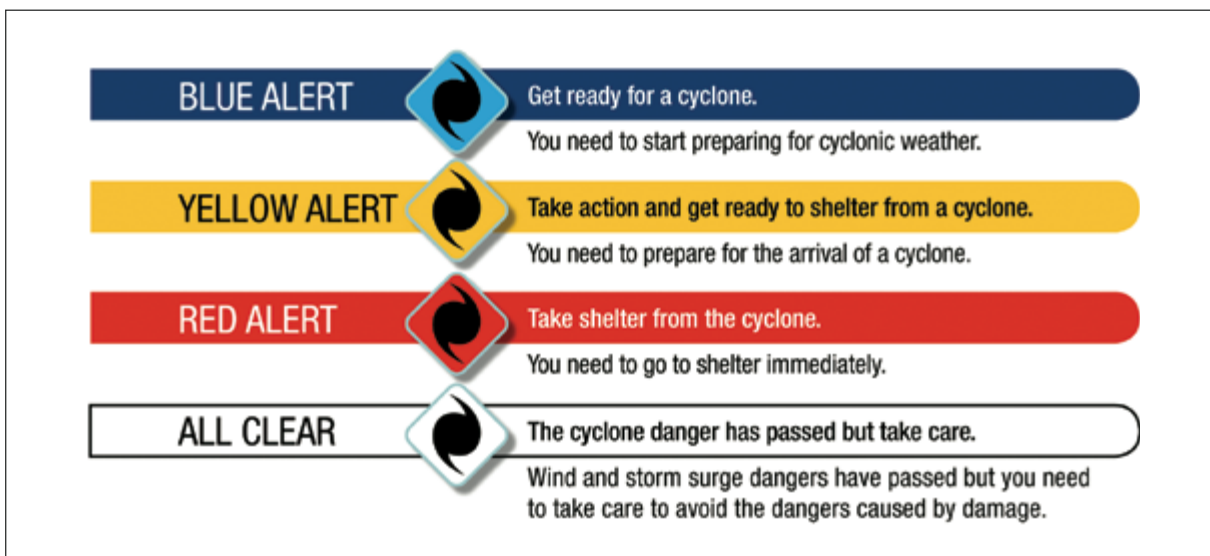 BLUE ALERT
Get ready for a cyclone.
You need to start preparing for cyclonic weather.
YELLOW ALERT
Take action and get ready to shelter from a cyclone.
You need to prepare for the arrival of a cyclone.
RED ALERT
Take shelter from the cyclone.
You need to go to shelter immediately.
ALL CLEAR
The cyclone danger has passed but take care.
Wind and storm surge dangers have passed but you need
to take care to avoid the dangers caused by damage.